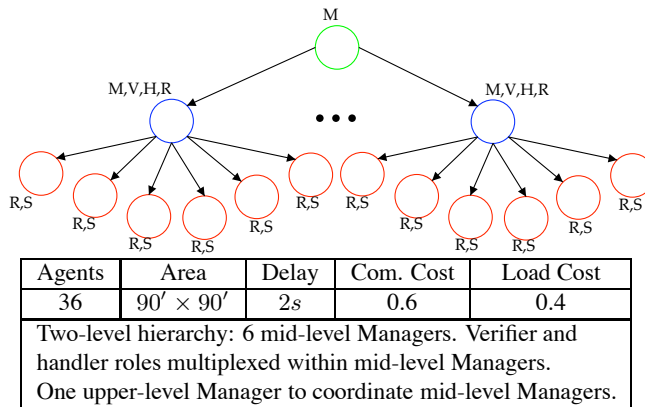 M
M,V,H,R
M,V,H,R
•••
R,S
R,S
R,S
R,S
R,S
R,S
R,S
R,S
R,S
R,S
R,S
R,S
Agents Area Delay Com. Cost Load Cost
36 90′ × 90′ 2s 0.6 0.4
Two-level hierarchy: 6 mid-level Managers. Verifier and
handler roles multiplexed within mid-level Managers.
One upper-level Manager to coordinate mid-level Managers.